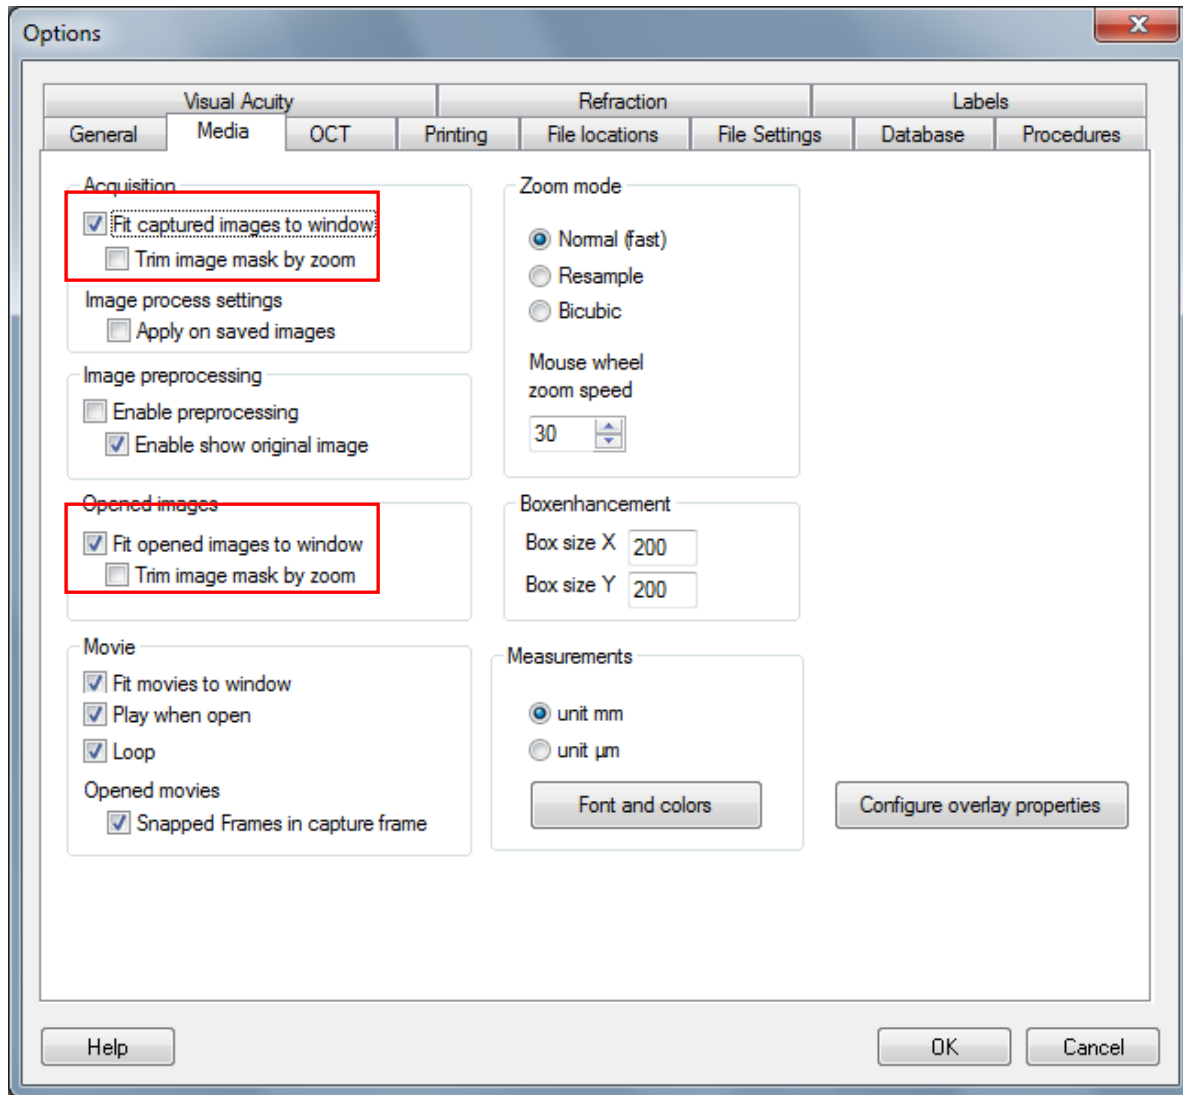 Options
Visual Acuity
Refraction
Labels
General
Media
OCT
Printing
File locations
File Settings
Database
Procedures
Acquisition
Fit captured images to window
Trim image mask by zoom
Image process settings
Apply on saved images
Image preprocessing
Enable preprocessing
Enable show original image
Opened images
Fit opened images to window
Trim image mask by zoom
Movie
Fit movies to window
Play when open
Loop
Opened movies
Snapped Frames in capture frame
Zoom mode
Normal (fast)
Resample
Bicubic
Mouse wheel
zoom speed
30
Boxenhancement
Box size X 200
Box size Y 200
Measurements
unit mm
unit µm
Font and colors
Configure overlay properties
Help
OK
Cancel